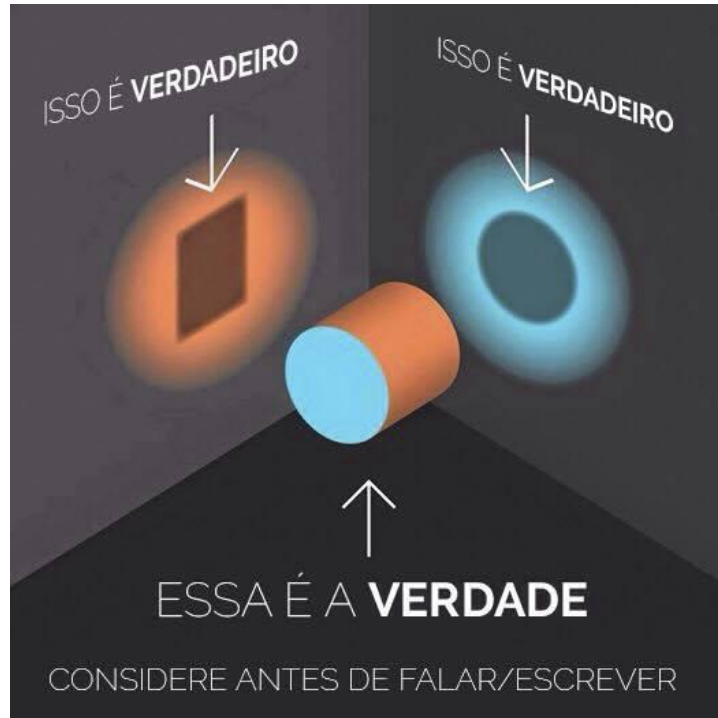 ISSO É VERDADEIRO
ISSO É VERDADEIRO
ESSA É A VERDADE
CONSIDERE ANTES DE FALAR/ESCREVER